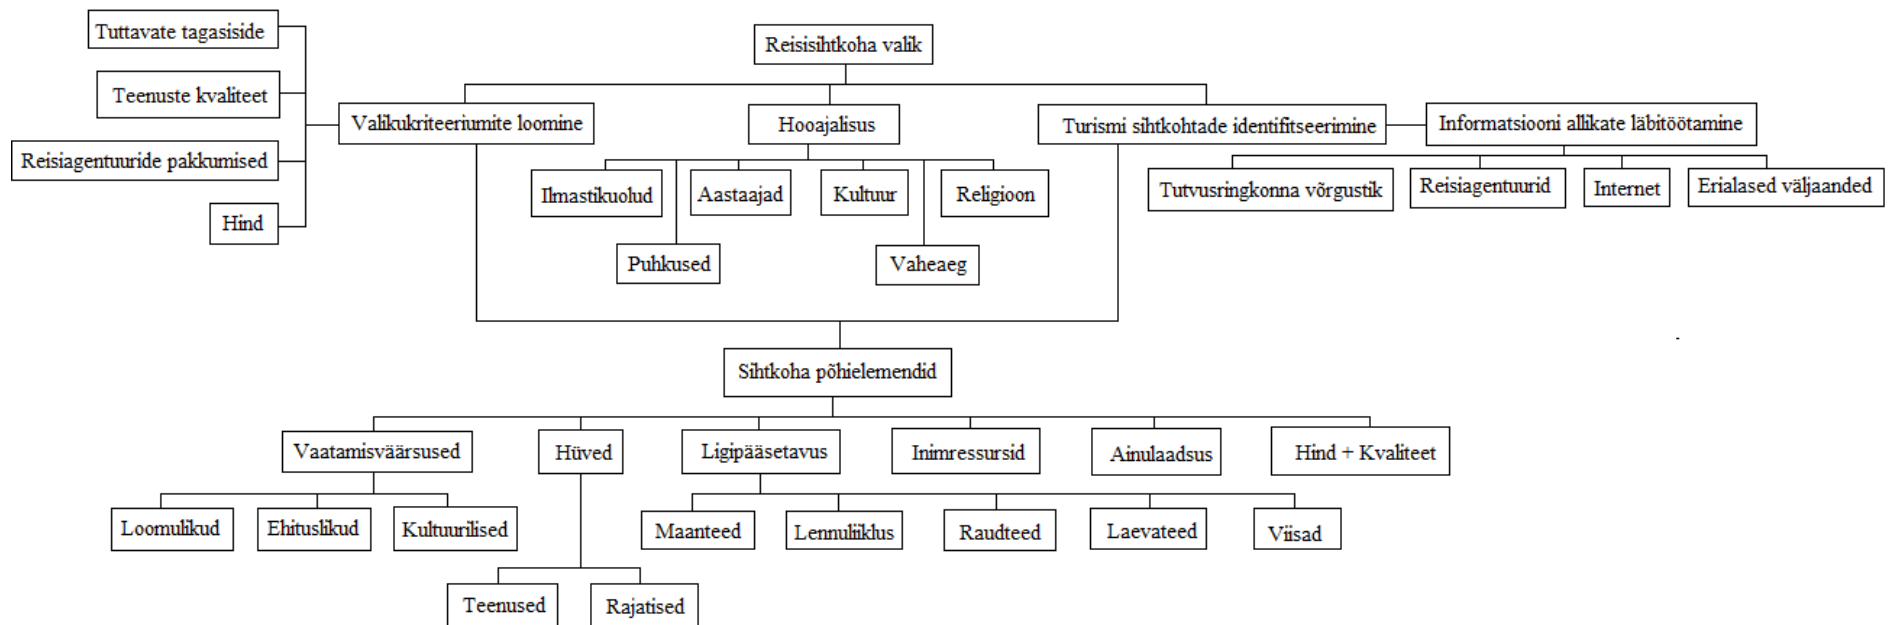 Tuttavate tagasiside
Reisisihtkoha valik
Teenuste kvaliteet
Valikukriteeriumite loomine
Hooajalisus
Turismi sihtkohtade identifitseerimine
Informatsiooni allikate läbitöötamine
Reisiagentuuride pakkumised
Hind
Ilmastikuolud
Aastaajad
Kultuur
Religioon
Puhkused
Vaheaeg
Tutvusringkonna võrgustik
Reisiagentuurid
Internet
Erialased väljaanded
Sihtkoha põhielemendid
Vaatamisväärsused
Hüved
Ligipääsetavus
Inimressursid
Ainulaadsus
Hind + Kvaliteet
Loomulikud
Ehituslikud
Kultuurilised
Maanteed
Lennuliiklus
Raudteed
Laevateed
Viisad
Teenused
Rajatised